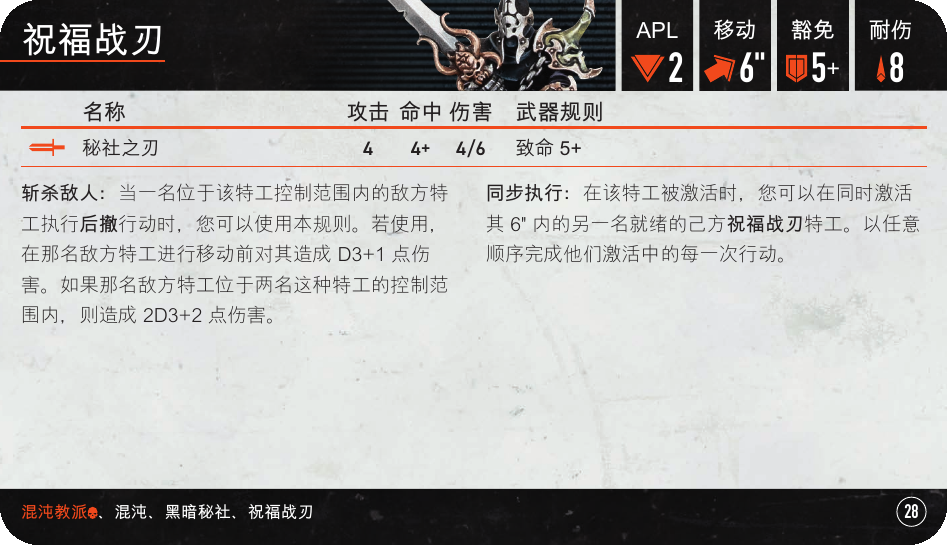 祝福战刃
APL 移动 豁免 耐伤
2 6" 5+ 8
名称 攻击 命中 伤害 武器规则
秘社之刃 4 4+ 4/6 致命 5+
斩杀敌人：当一名位于该特工控制范围内的敌方特
工执行后撤行动时，您可以使用本规则。若使用，
在那名敌方特工进行移动前对其造成 D3+1 点伤
害。如果那名敌方特工位于两名这种特工的控制范
围内，则造成 2D3+2 点伤害。
同步执行：在该特工被激活时，您可以在同时激活
其 6" 内的另一名就绪的己方祝福战刃特工。以任意
顺序完成他们激活中的每一次行动。
混沌教派、混沌、黑暗秘社、祝福战刃
28